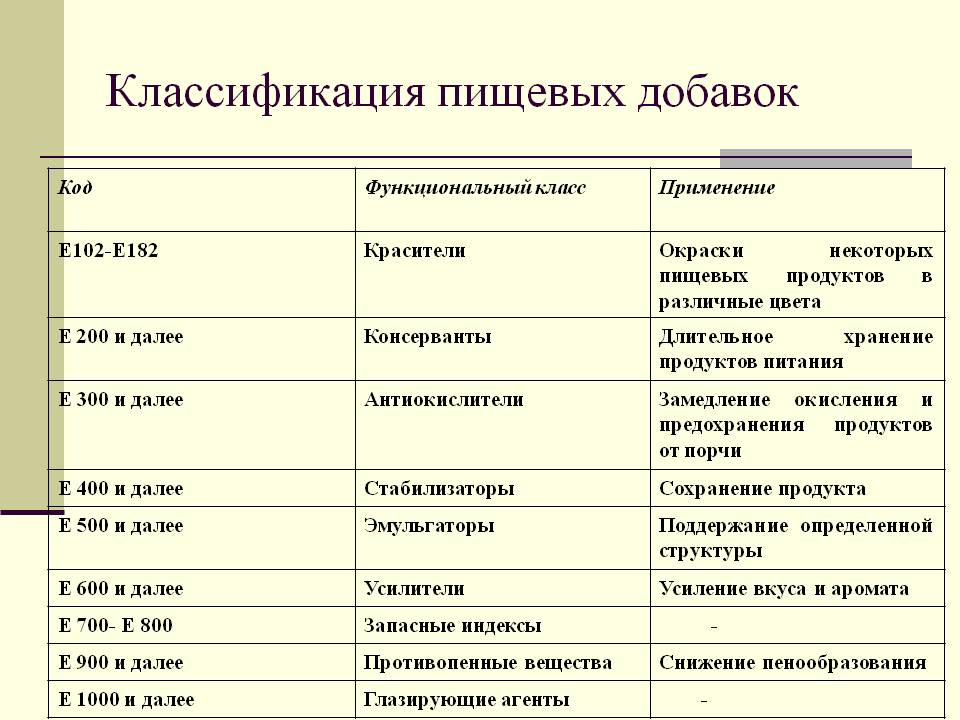 Классификация пищевых добавок
Код Функциональный класс Применение
Е102-Е182 Красители Окраски некоторых
пищевых продуктов в
различные цвета
Е 200 и далее Консерванты Длительное хранение
продуктов питания
Е 300 и далее Антиокислители Замедление окисления и
предохранения продуктов
от порчи
Е 400 и далее Стабилизаторы Сохранение продукта
Е 500 и далее Эмульгаторы Поддержание определенной
структуры
Е 600 и далее Усилители Усиление вкуса и аромата
Е 700- Е 800 Запасные индексы -
Е 900 и далее Противопенные вещества Снижение пенообразования
Е 1000 и далее Глазирующие агенты -